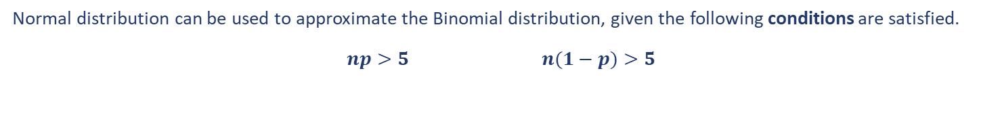 Normal distribution can be used to approximate the Binomial distribution, given the following conditions are satisfied.
np > 5 n(1 − p) > 5